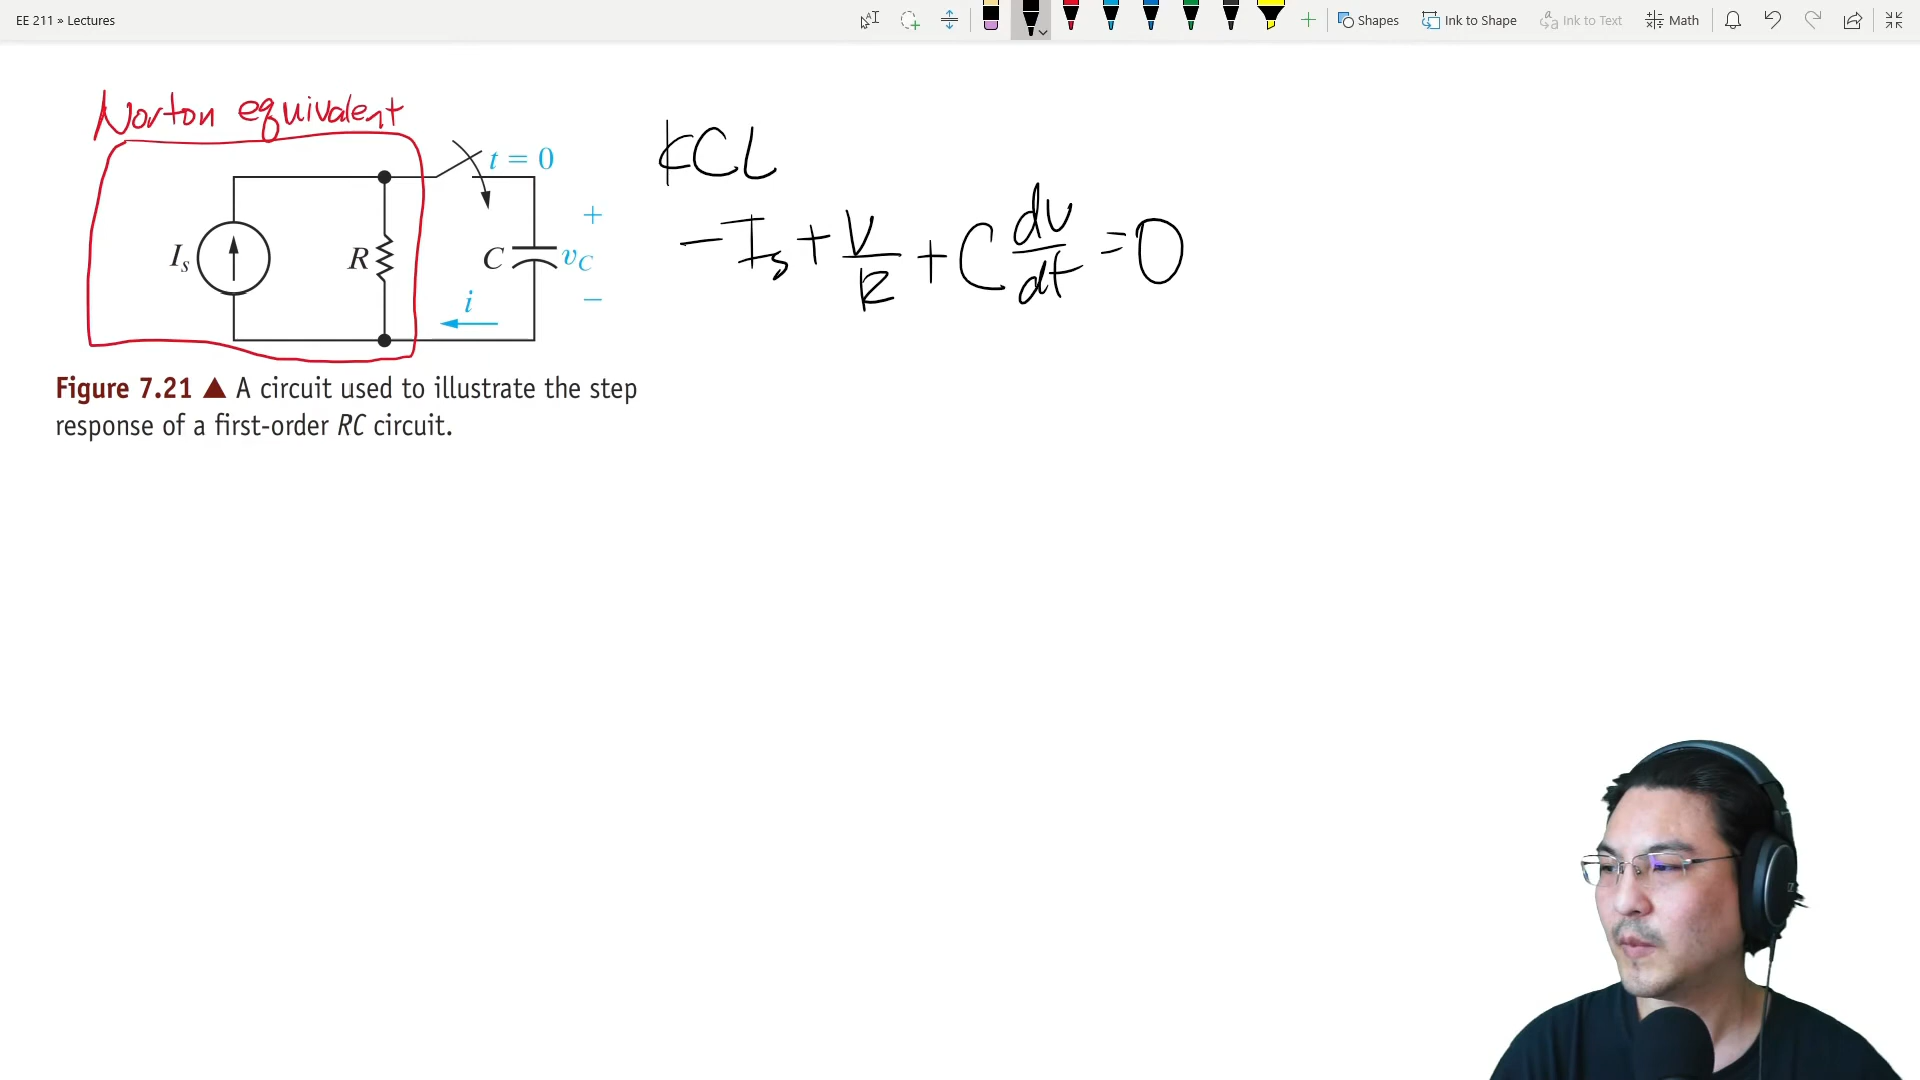 EE 211 » Lectures
Shapes
Ink to Shape
Ink to Text
Math
Norton equivalent
t = 0
+
I_s
R
C
v_C
i
−
Figure 7.21 ▲ A circuit used to illustrate the step
response of a first-order RC circuit.
KCL
-I_s + V/R + C dv/dt = 0